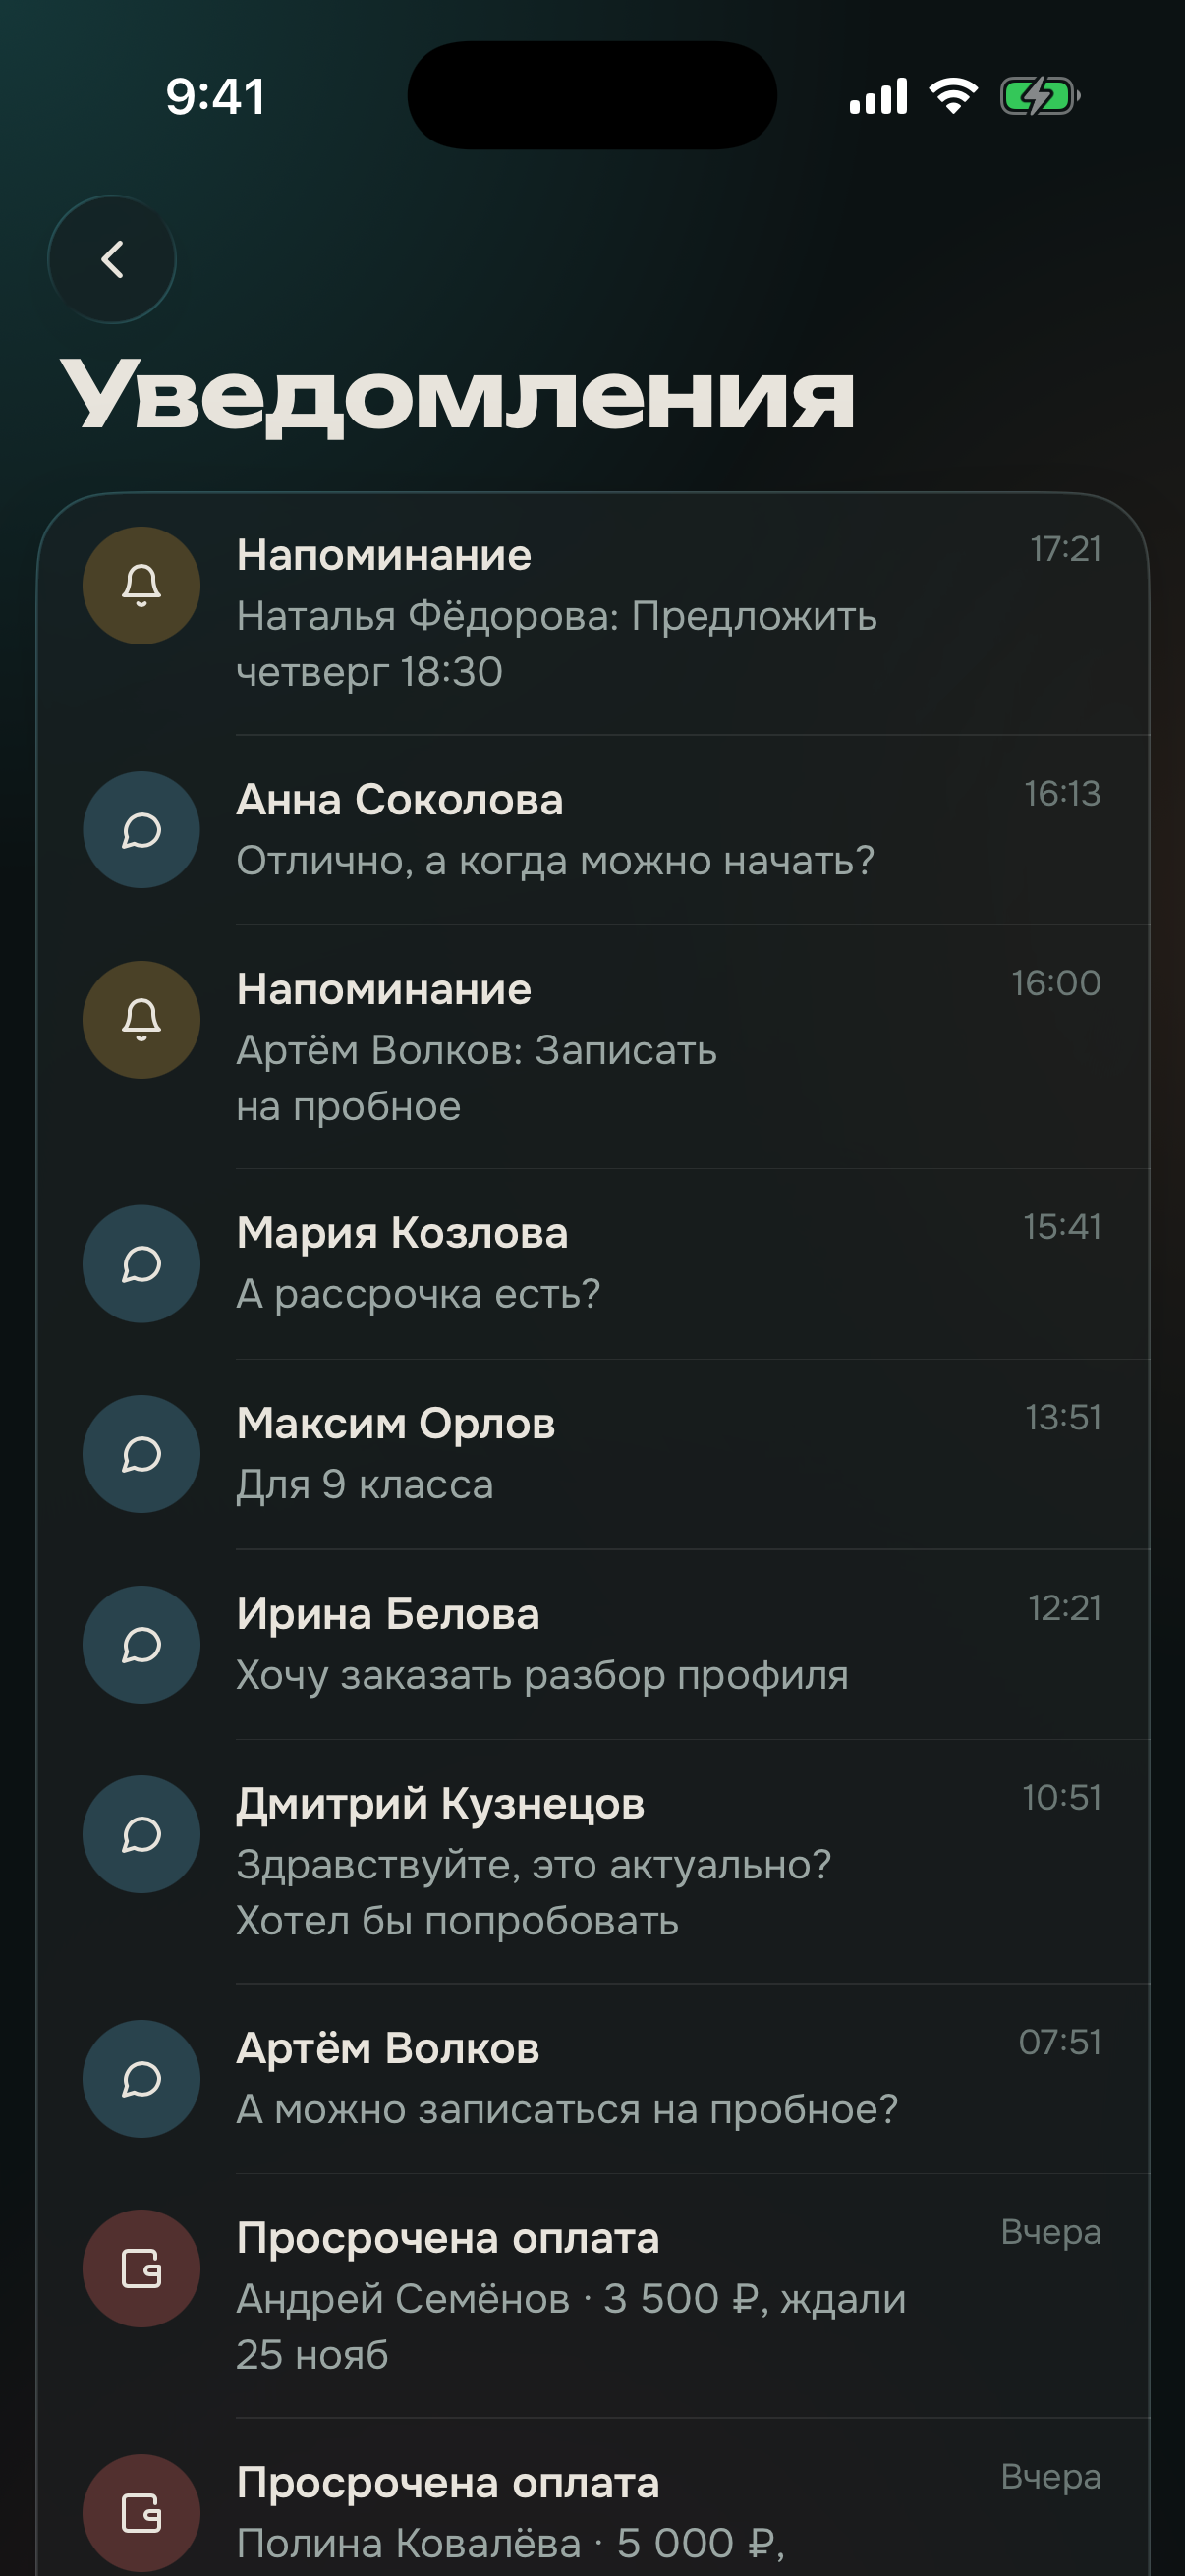 9:41
Уведомления
Напоминание
17:21
Наталья Фёдорова: Предложить
четверг 18:30
Анна Соколова
16:13
Отлично, а когда можно начать?
Напоминание
16:00
Артём Волков: Записать
на пробное
Мария Козлова
15:41
А рассрочка есть?
Максим Орлов
13:51
Для 9 класса
Ирина Белова
12:21
Хочу заказать разбор профиля
Дмитрий Кузнецов
10:51
Здравствуйте, это актуально?
Хотел бы попробовать
Артём Волков
07:51
А можно записаться на пробное?
Просрочена оплата
Вчера
Андрей Семёнов · 3 500 ₽, ждали
25 нояб
Просрочена оплата
Вчера
Полина Ковалёва · 5 000 ₽,